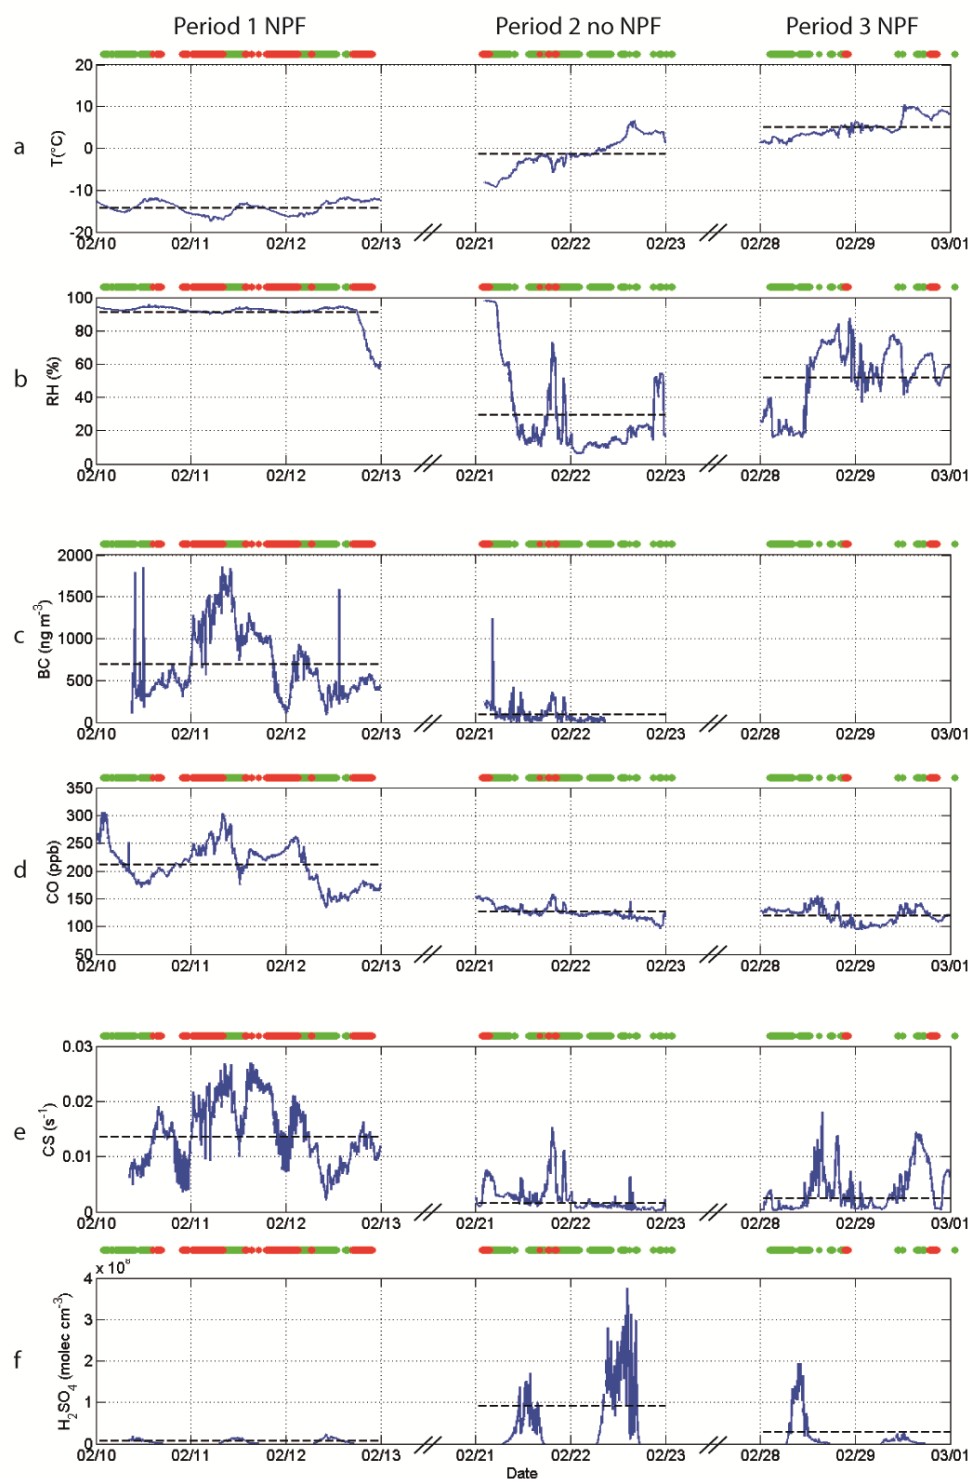 Period 1 NPF Period 2 no NPF Period 3 NPF
a
T(°C)
20
10
0
-10
-20
02/10 02/11 02/12 02/13 02/21 02/22 02/23 02/28 02/29 03/01
b
RH (%)
100
80
60
40
20
0
02/10 02/11 02/12 02/13 02/21 02/22 02/23 02/28 02/29 03/01
c
BC (ng m⁻³)
2000
1500
1000
500
0
02/10 02/11 02/12 02/13 02/21 02/22 02/23 02/28 02/29 03/01
d
CO (ppb)
350
300
250
200
150
100
50
02/10 02/11 02/12 02/13 02/21 02/22 02/23 02/28 02/29 03/01
e
CS (s⁻¹)
0.03
0.02
0.01
0
02/10 02/11 02/12 02/13 02/21 02/22 02/23 02/28 02/29 03/01
f
H₂SO₄ (molec cm⁻³)
4
3
2
1
0
02/10 02/11 02/12 02/13 02/21 02/22 02/23 02/28 02/29 03/01
Date